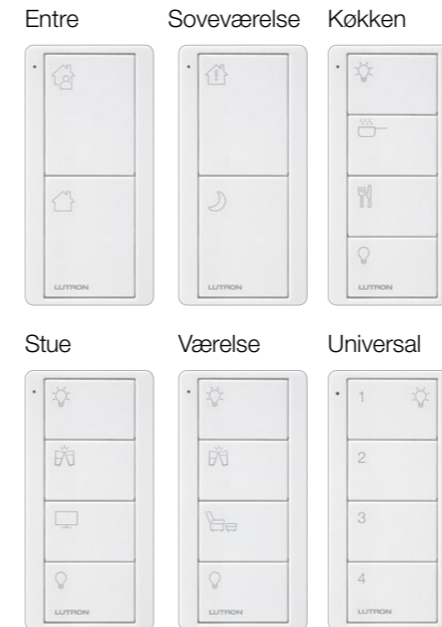 Entre Soveværelse Køkken
LUTRON LUTRON LUTRON
Stue Værelse Universal
1
2
3
4
LUTRON LUTRON LUTRON